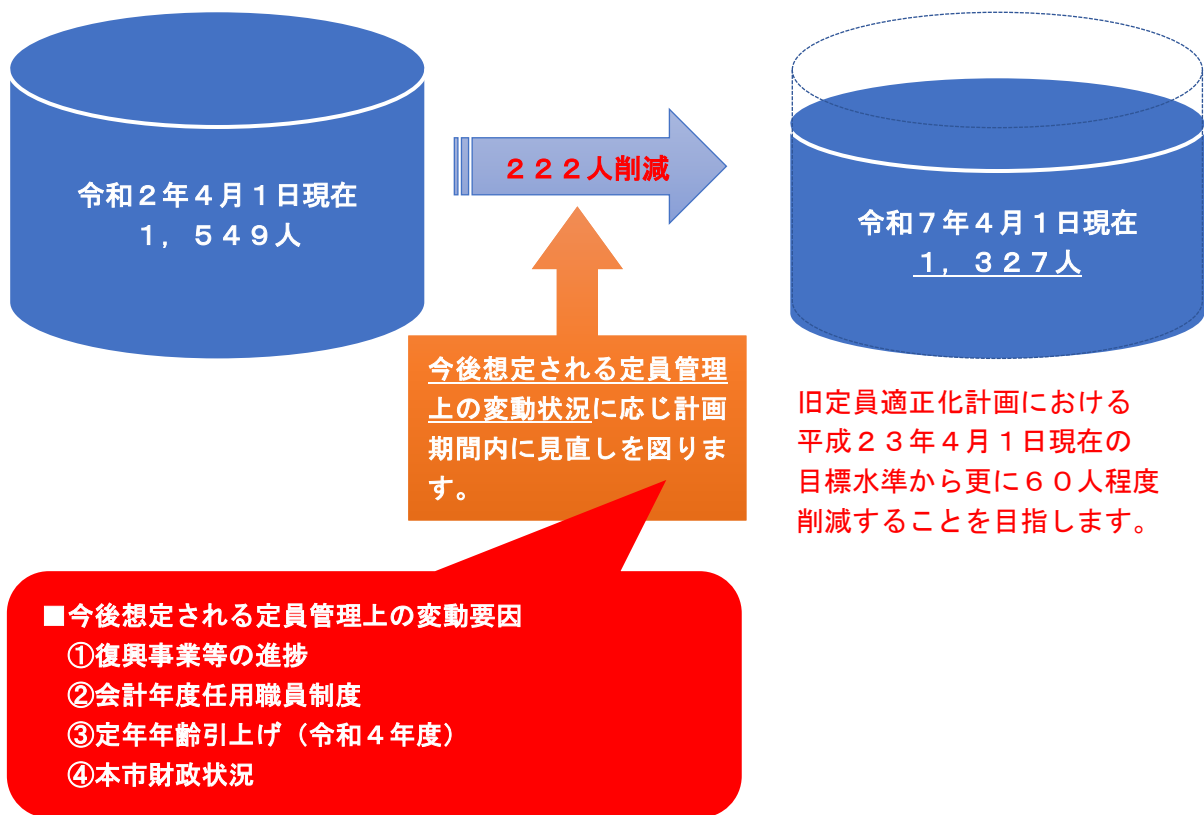 令和２年４月１日現在
１，５４９人
２２２人削減
令和７年４月１日現在
１，３２７人
今後想定される定員管理
上の変動状況に応じ計画
期間内に見直しを図りま
す。
旧定員適正化計画における
平成２３年４月１日現在の
目標水準から更に６０人程度
削減することを目指します。
■今後想定される定員管理上の変動要因
①復興事業等の進捗
②会計年度任用職員制度
③定年年齢引上げ（令和４年度）
④本市財政状況